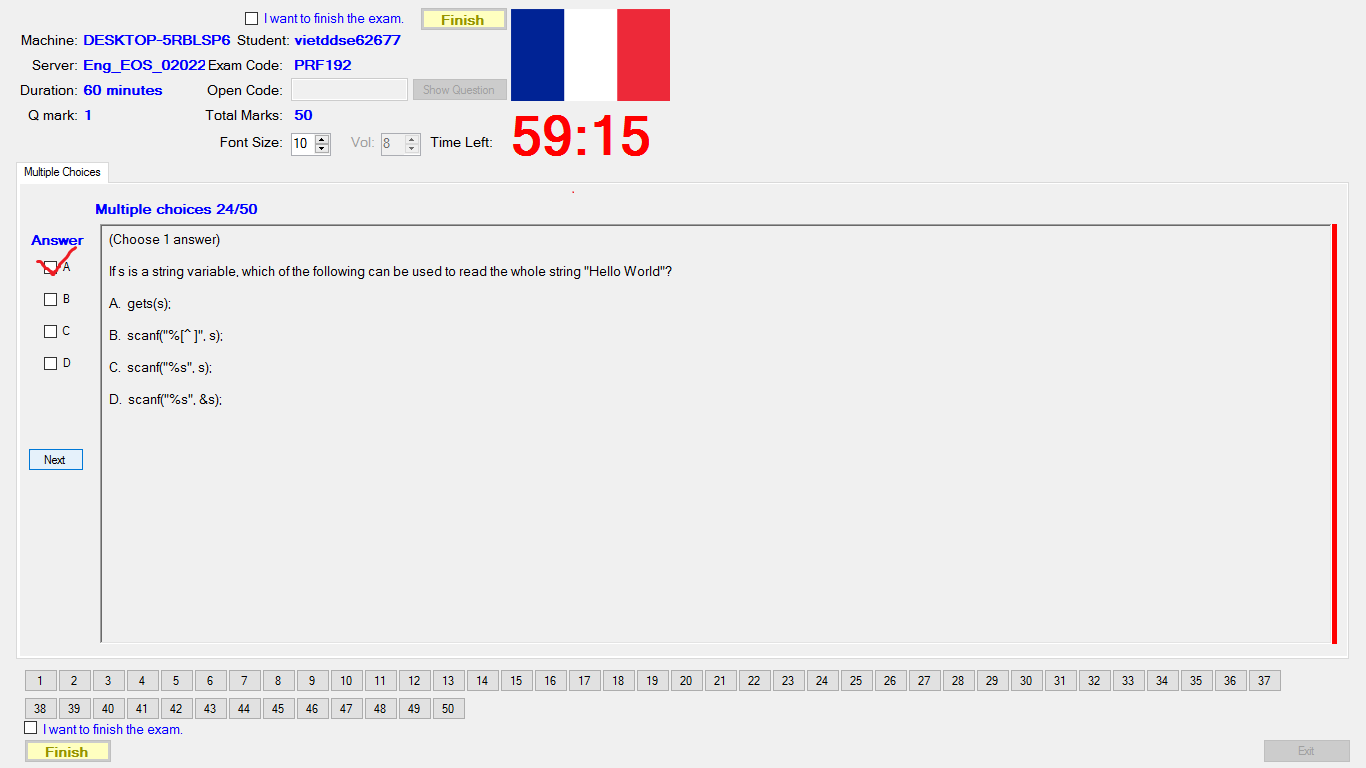 I want to finish the exam. Finish
Machine: DESKTOP-5RBLSP6 Student: vietddse62677
Server: Eng_EOS_02022 Exam Code: PRF192
Duration: 60 minutes Open Code: Show Question
Q mark: 1 Total Marks: 50
Font Size: 10 Vol: 8 Time Left: 59:15
Multiple Choices
Multiple choices 24/50
Answer
A
B
C
D
Next
(Choose 1 answer)
If s is a string variable, which of the following can be used to read the whole string "Hello World"?
A. gets(s);
B. scanf("%[^ ]", s);
C. scanf("%s", s);
D. scanf("%s", &s);
1 2 3 4 5 6 7 8 9 10 11 12 13 14 15 16 17 18 19 20 21 22 23 24 25 26 27 28 29 30 31 32 33 34 35 36 37
38 39 40 41 42 43 44 45 46 47 48 49 50
I want to finish the exam.
Finish
Exit